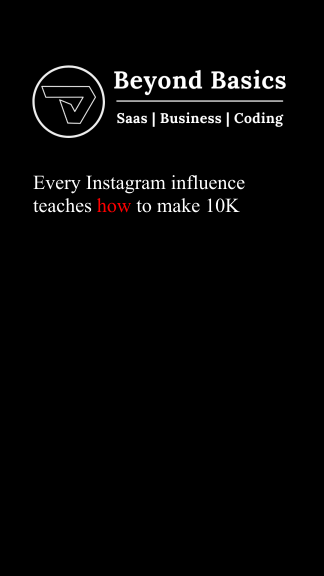 Beyond Basics
Saas | Business | Coding
Every Instagram influence
teaches how to make 10K